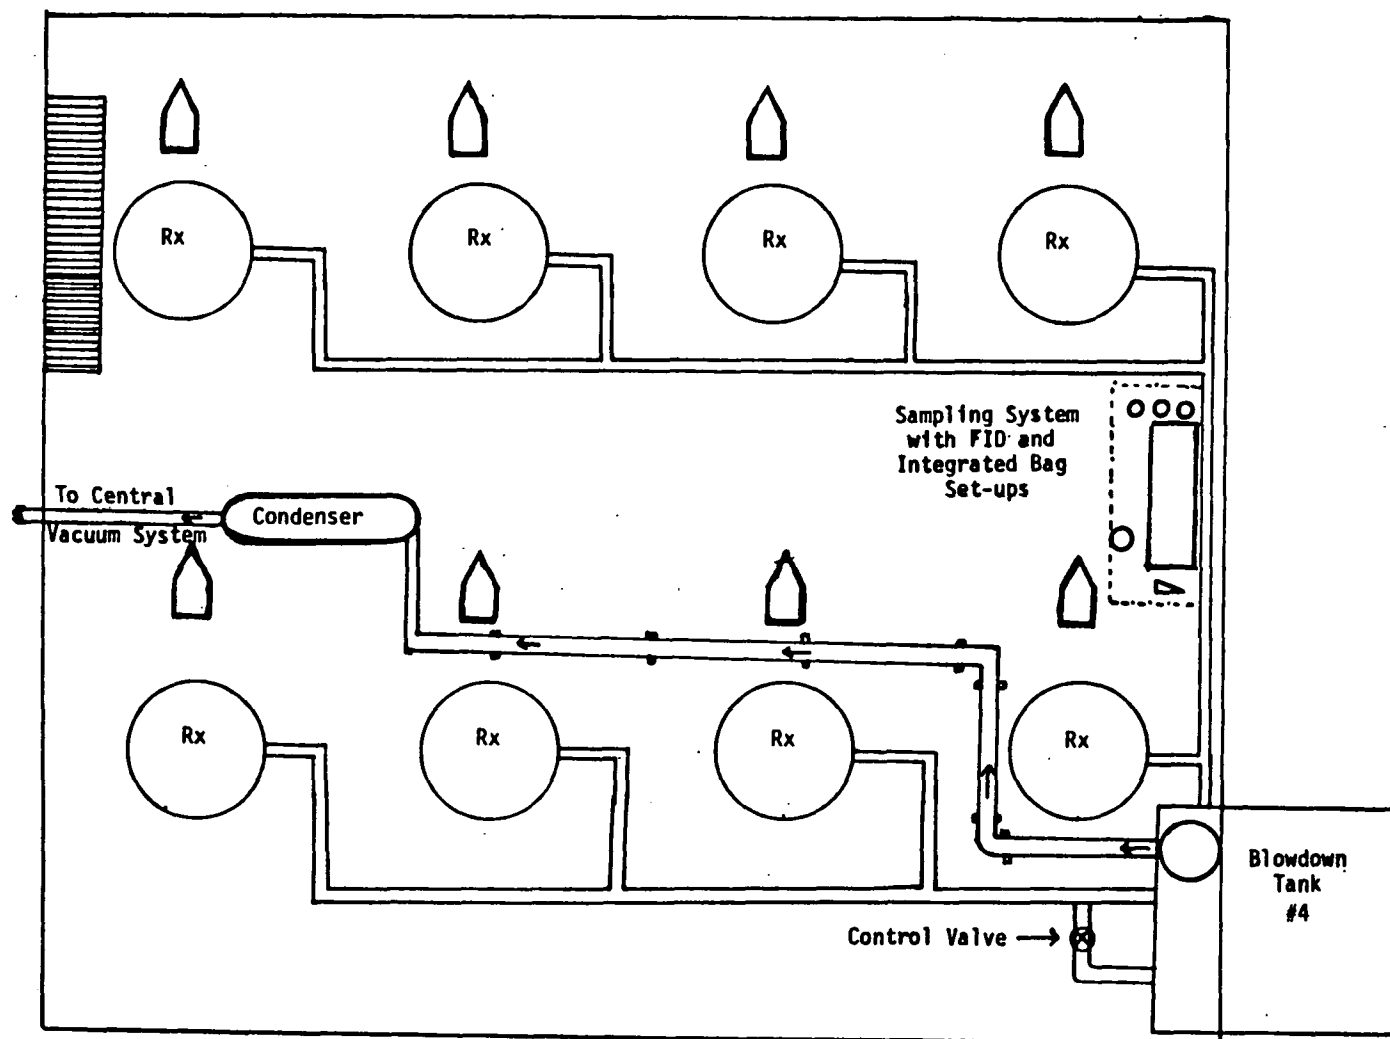 Rx
Rx
Rx
Rx
Sampling System
with FID and
Integrated Bag
Set-ups
To Central
Vacuum System
Condenser
Rx
Rx
Rx
Rx
Blowdown
Tank
#4
Control Valve